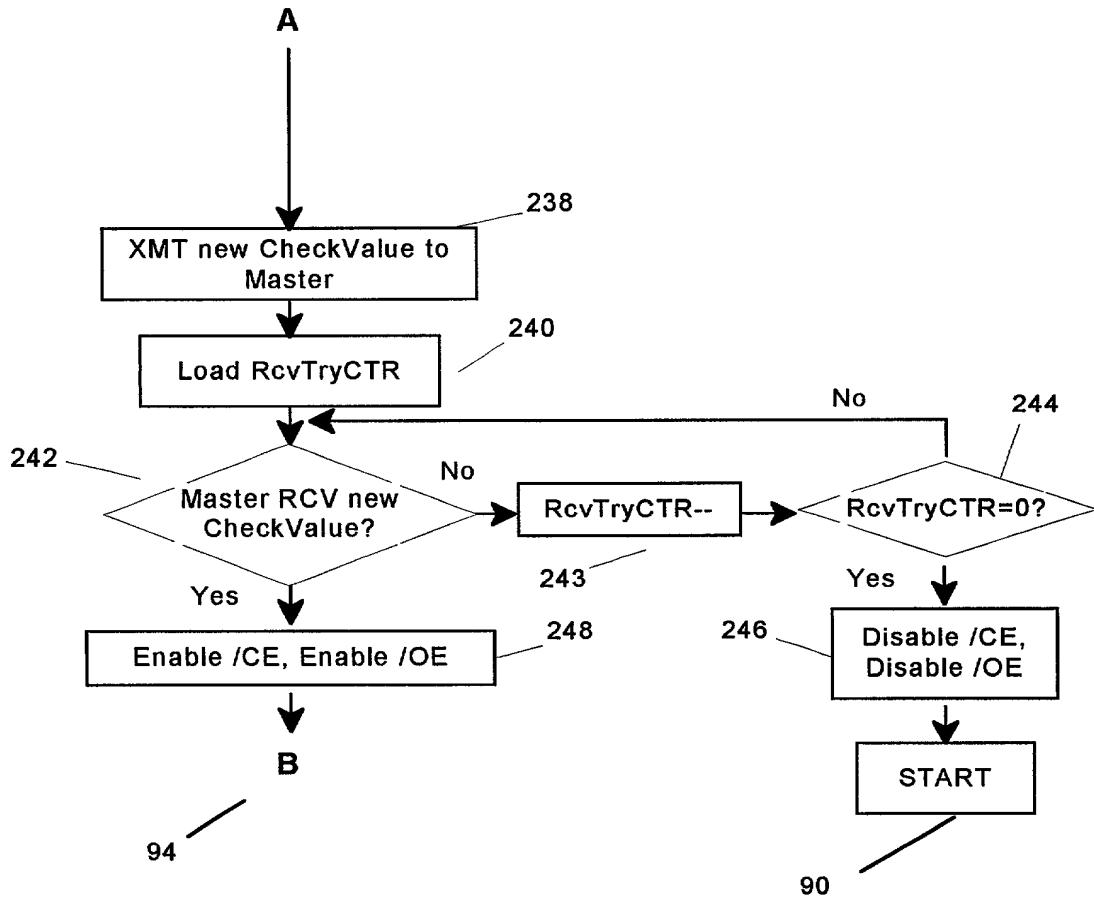 A
238
XMT new CheckValue to
Master
240
Load RcvTryCTR
No
244
242
Master RCV new
CheckValue?
No
RcvTryCTR--
243
RcvTryCTR=0?
Yes
Yes
Enable /CE, Enable /OE
248
246
Disable /CE,
Disable /OE
B
START
94
90